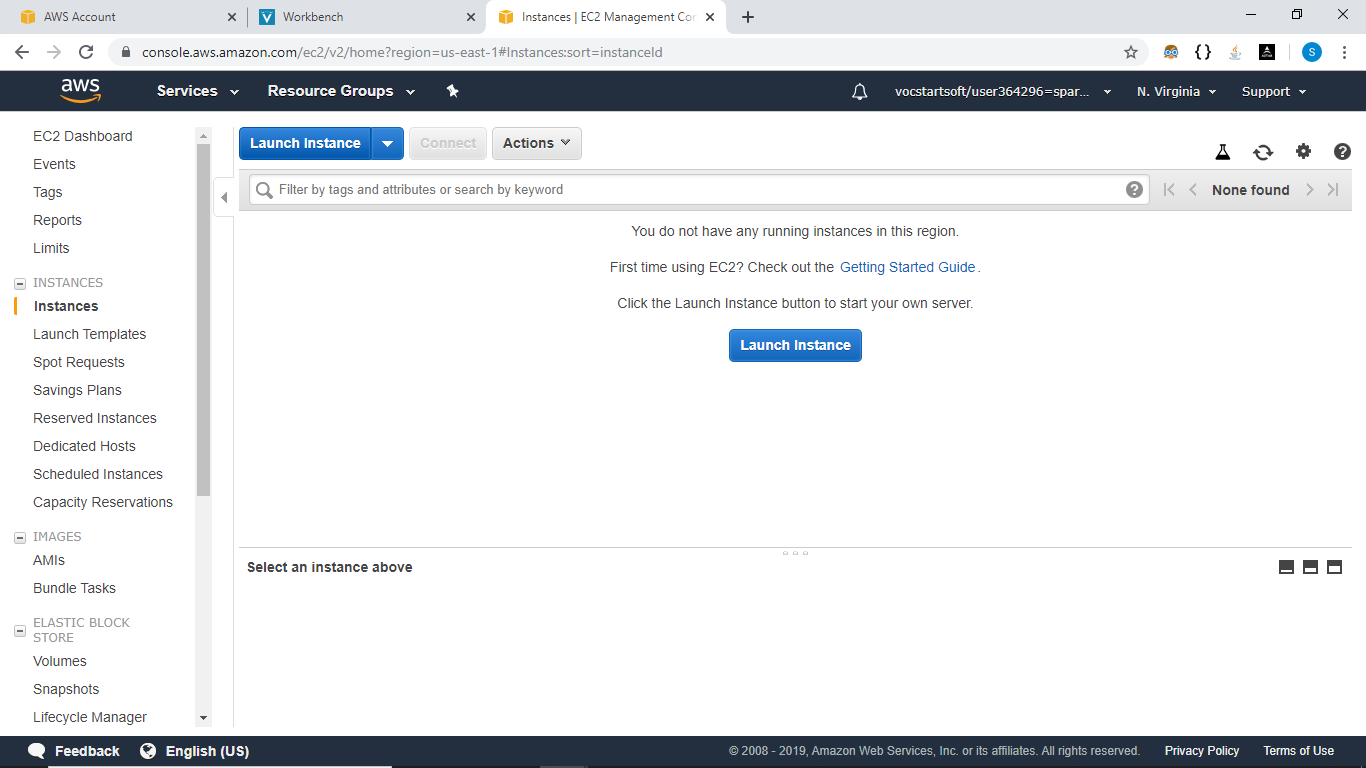 AWS Account
Workbench
Instances | EC2 Management Con
console.aws.amazon.com/ec2/v2/home?region=us-east-1#Instances:sort=instanceId
S
aws
Services
Resource Groups
vocstartsoft/user364296=spar...
N. Virginia
Support
EC2 Dashboard
Events
Tags
Reports
Limits
INSTANCES
Instances
Launch Templates
Spot Requests
Savings Plans
Reserved Instances
Dedicated Hosts
Scheduled Instances
Capacity Reservations
IMAGES
AMIs
Bundle Tasks
ELASTIC BLOCK
STORE
Volumes
Snapshots
Lifecycle Manager
Launch Instance
Connect
Actions
Filter by tags and attributes or search by keyword
None found
You do not have any running instances in this region.
First time using EC2? Check out the Getting Started Guide.
Click the Launch Instance button to start your own server.
Launch Instance
Select an instance above
Feedback
English (US)
© 2008 - 2019, Amazon Web Services, Inc. or its affiliates. All rights reserved.
Privacy Policy
Terms of Use